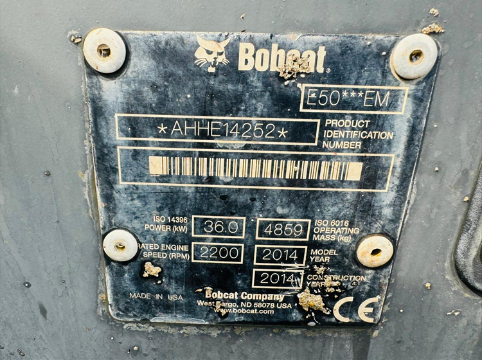 Bobcat
E50***EM
*AHHE14252*
PRODUCT
IDENTIFICATION
NUMBER
ISO 14396
POWER (kW)
36.0
4859
ISO 6016
OPERATING
MASS (kg)
RATED ENGINE
SPEED (RPM)
2200
2014
MODEL
YEAR
2014
CONSTRUCTION
YEAR
MADE IN USA
Bobcat Company
West Fargo, ND 58078 USA
www.bobcat.com
CE